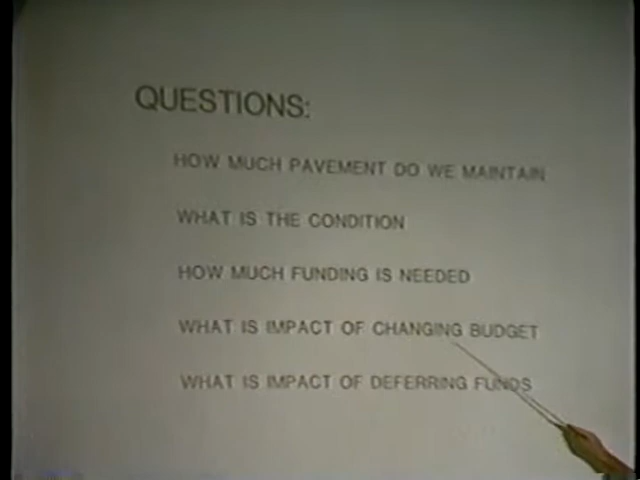 QUESTIONS:
HOW MUCH PAVEMENT DO WE MAINTAIN
WHAT IS THE CONDITION
HOW MUCH FUNDING IS NEEDED
WHAT IS IMPACT OF CHANGING BUDGET
WHAT IS IMPACT OF DEFERRING FUNDS